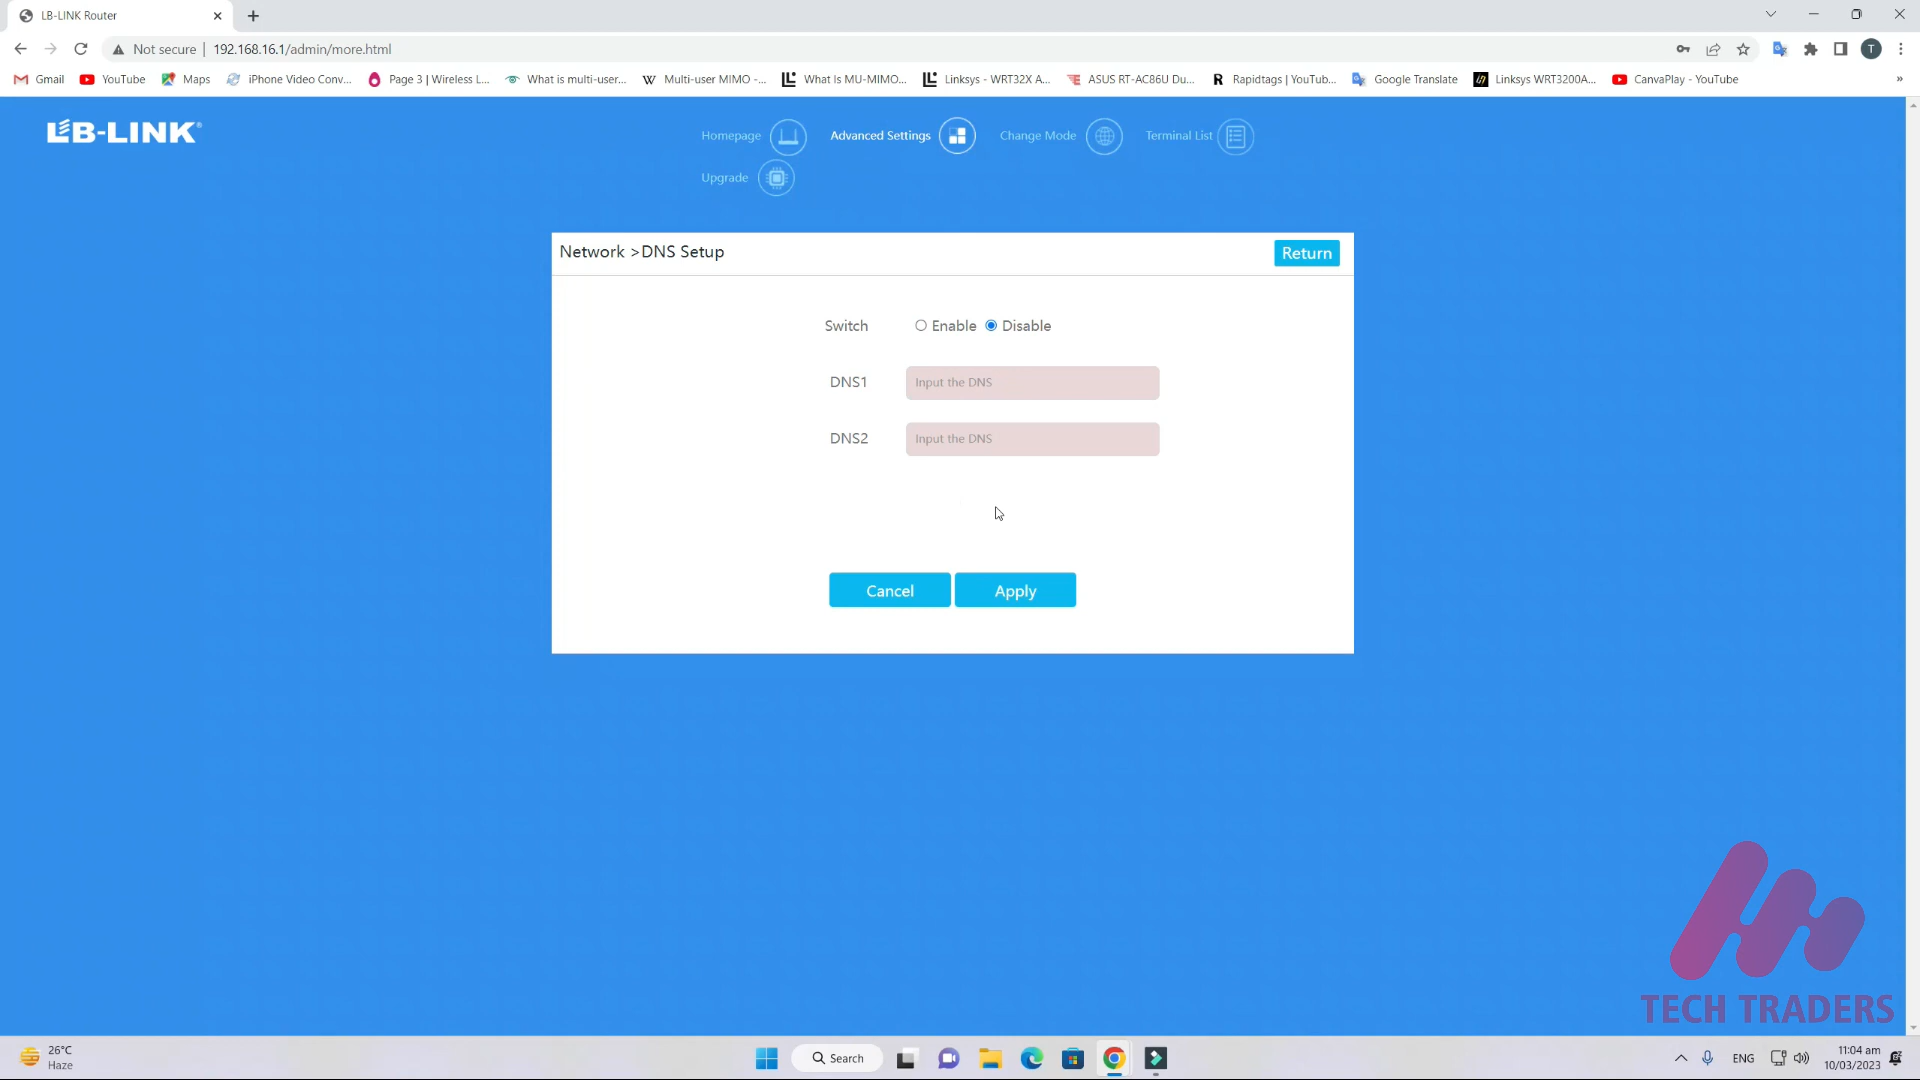 LB-LINK Router
Not secure 192.168.16.1/admin/more.html
T
Gmail YouTube Maps iPhone Video Conv... Page 3 | Wireless L... What is multi-user... Multi-user MIMO -... What Is MU-MIMO... Linksys - WRT32X A... ASUS RT-AC86U Du... Rapidtags | YouTub... Google Translate Linksys WRT3200A... CanvaPlay - YouTube »
LB-LINK®
Homepage Advanced Settings Change Mode Terminal List
Upgrade
Network >DNS Setup Return
Switch Enable Disable
DNS1 Input the DNS
DNS2 Input the DNS
Cancel Apply
TECH TRADERS
26°C
Haze
Search
ENG
11:04 am
10/03/2023